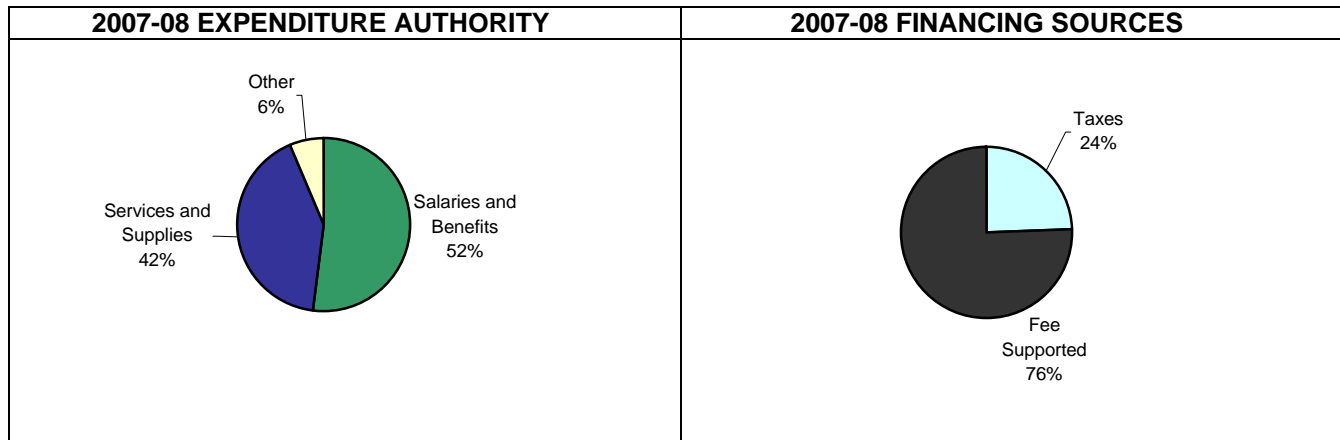 2007-08 EXPENDITURE AUTHORITY
Other
6%
Services and
Supplies
42%
Salaries and
Benefits
52%
2007-08 FINANCING SOURCES
Taxes
24%
Fee
Supported
76%